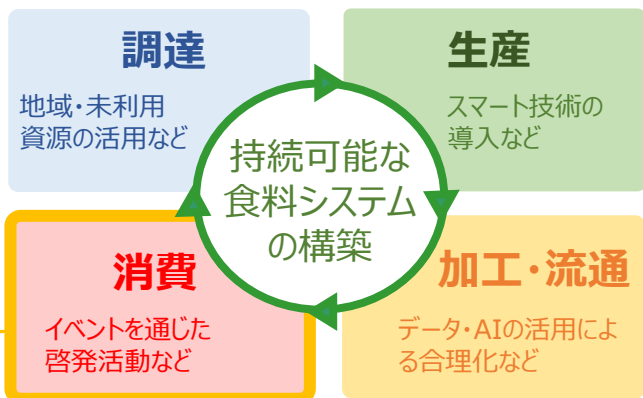 調達
地域・未利用
資源の活用など
生産
スマート技術の
導入など
持続可能な
食料システム
の構築
消費
イベントを通じた
啓発活動など
加工・流通
データ・AIの活用によ
る合理化など